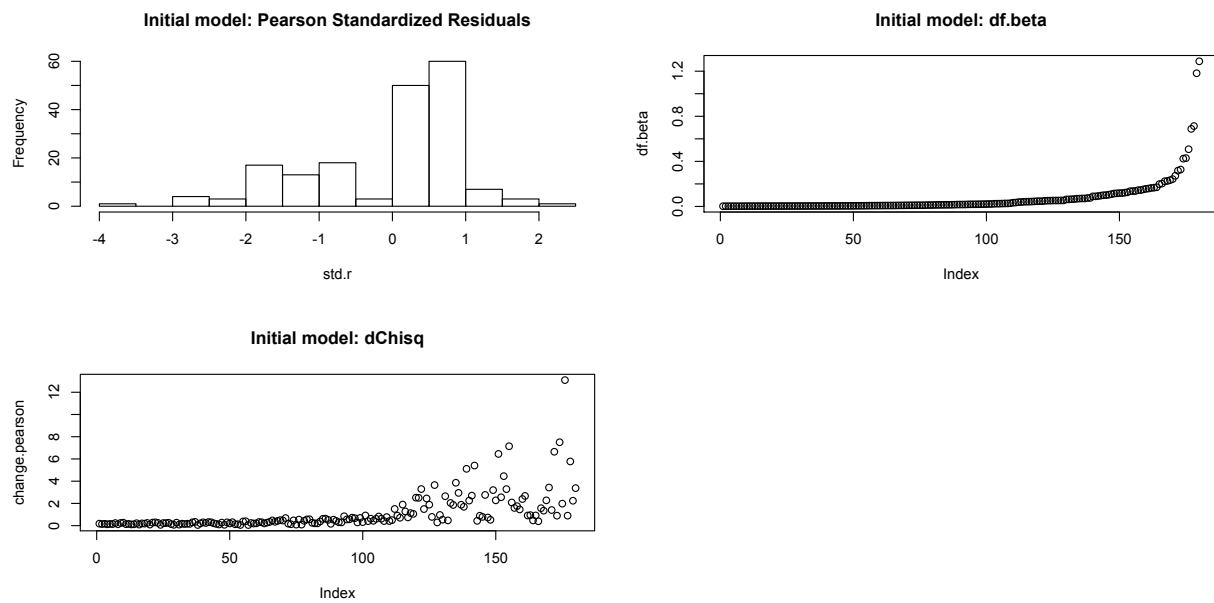 Initial model: Pearson Standardized Residuals
Frequency
60
40
20
0
-4 -3 -2 -1 0 1 2
std.r
Initial model: df.beta
df.beta
1.2
0.8
0.4
0.0
0 50 100 150
Index
Initial model: dChisq
change.pearson
12
8
6
4
2
0
0 50 100 150
Index